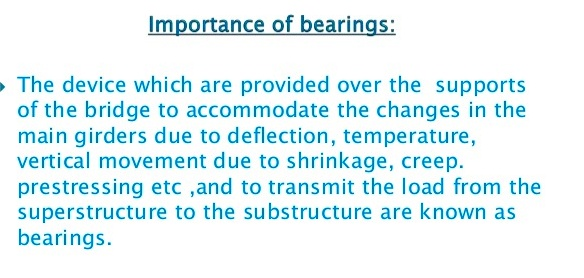 Importance of bearings:
The device which are provided over the supports
of the bridge to accommodate the changes in the
main girders due to deflection, temperature,
vertical movement due to shrinkage, creep.
prestressing etc ,and to transmit the load from the
superstructure to the substructure are known as
bearings.